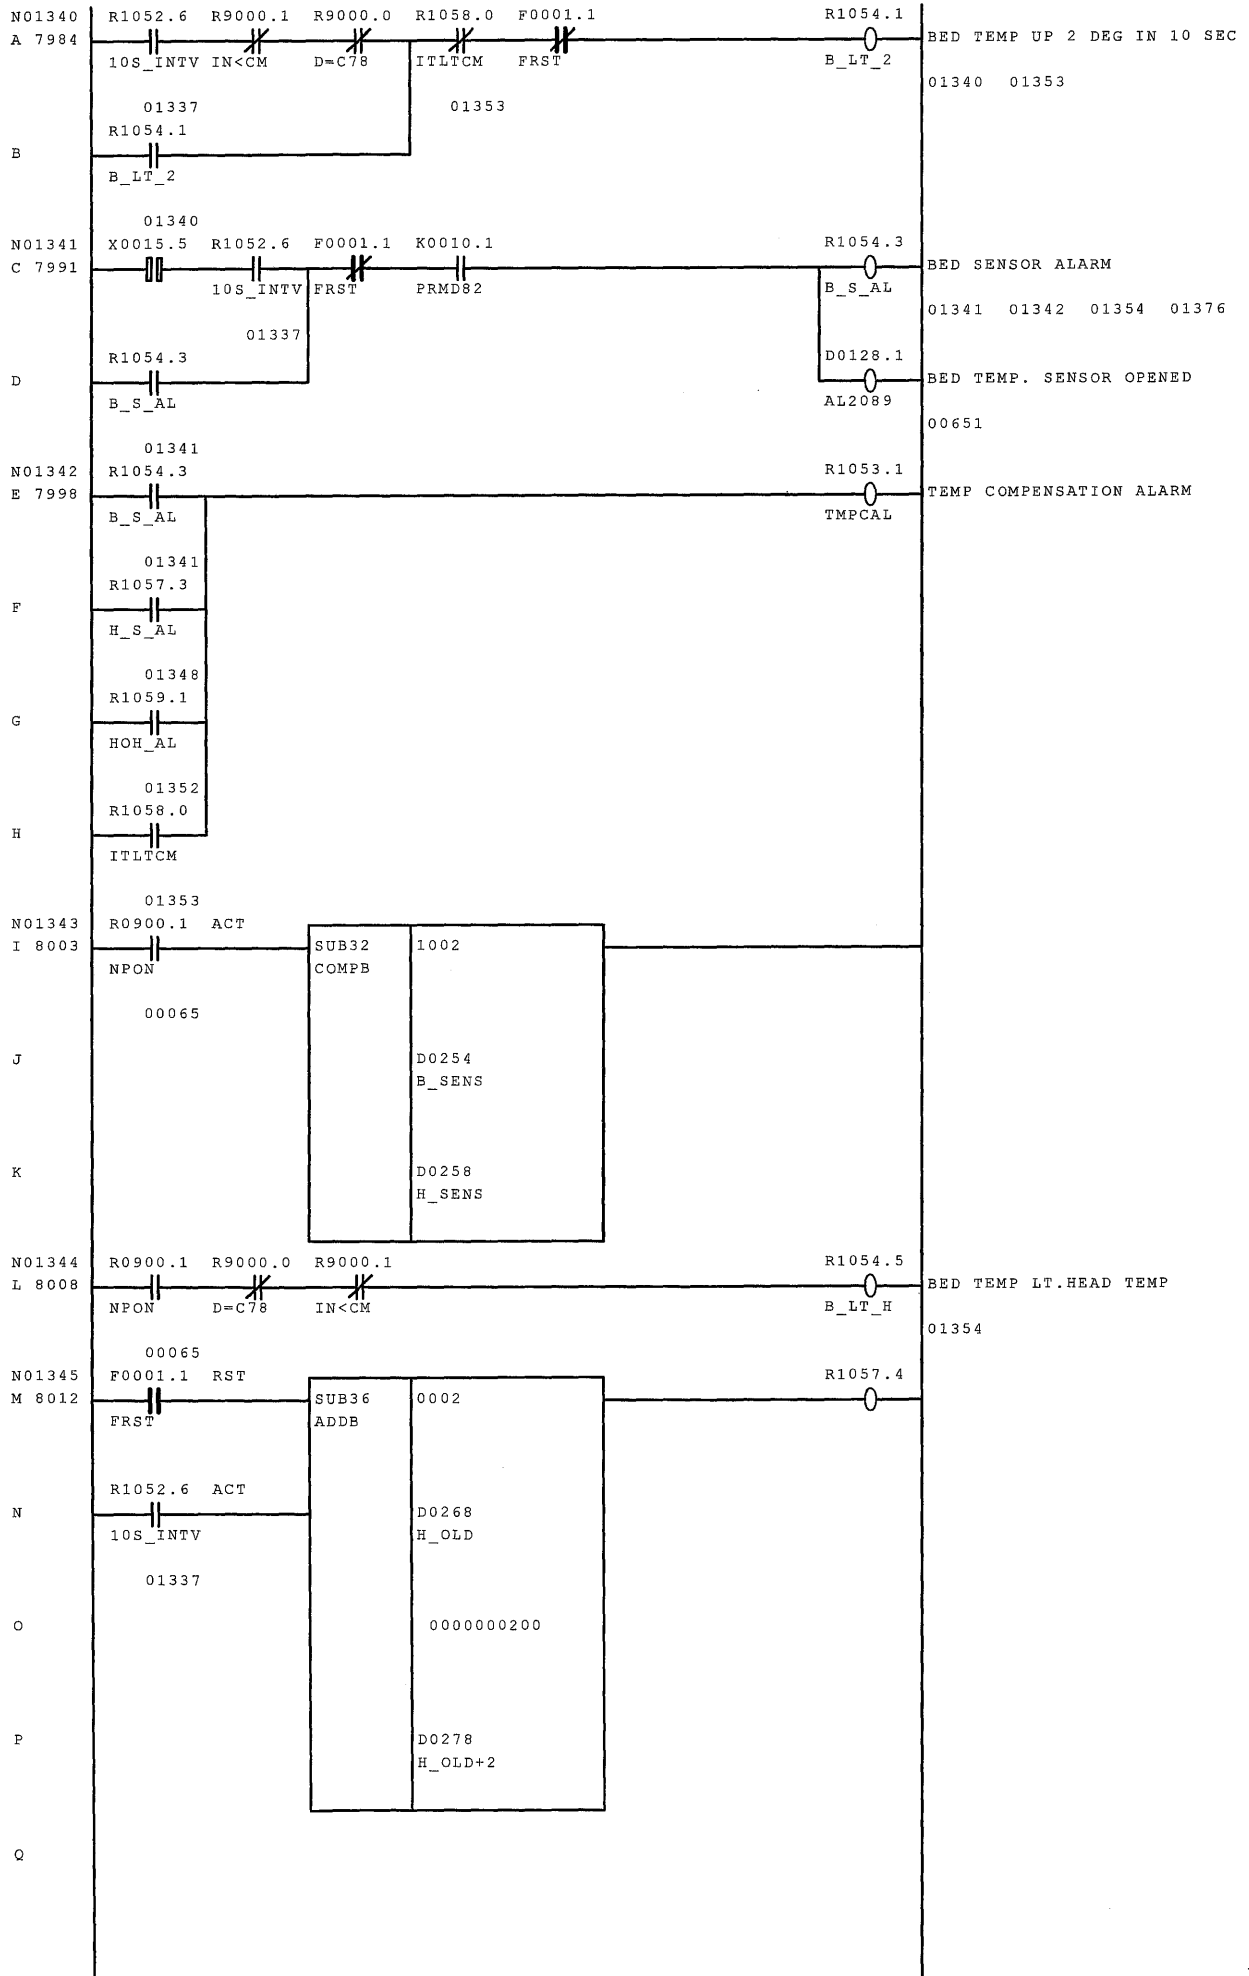 N01340 R1052.6 R9000.1 R9000.0 R1058.0 F0001.1 R1054.1
A 7984 BED TEMP UP 2 DEG IN 10 SEC
10S_INTV IN<CM D=C78 ITLTCM FRST B_LT_2
01340 01353
01337 01353
R1054.1
B
B_LT_2
01340
N01341 X0015.5 R1052.6 F0001.1 K0010.1 R1054.3
C 7991 BED SENSOR ALARM
10S_INTV FRST PRMD82 B_S_AL
01341 01342 01354 01376
01337
R1054.3 D0128.1
D BED TEMP. SENSOR OPENED
B_S_AL AL2089
00651
01341
N01342 R1054.3 R1053.1
E 7998 TEMP COMPENSATION ALARM
B_S_AL TMPCAL
01341
R1057.3
F
H_S_AL
01348
R1059.1
G
HOH_AL
01352
R1058.0
H
ITLTCM
01353
N01343 R0900.1 ACT
I 8003 SUB32 1002
NPON COMPB
00065
J D0254
B_SENS
K D0258
H_SENS
N01344 R0900.1 R9000.0 R9000.1 R1054.5
L 8008 BED TEMP LT.HEAD TEMP
NPON D=C78 IN<CM B_LT_H
01354
00065
N01345 F0001.1 RST R1057.4
M 8012 SUB36 0002
FRST ADDB
R1052.6 ACT
N D0268
10S_INTV H_OLD
01337
O 0000000200
P D0278
H_OLD+2
Q